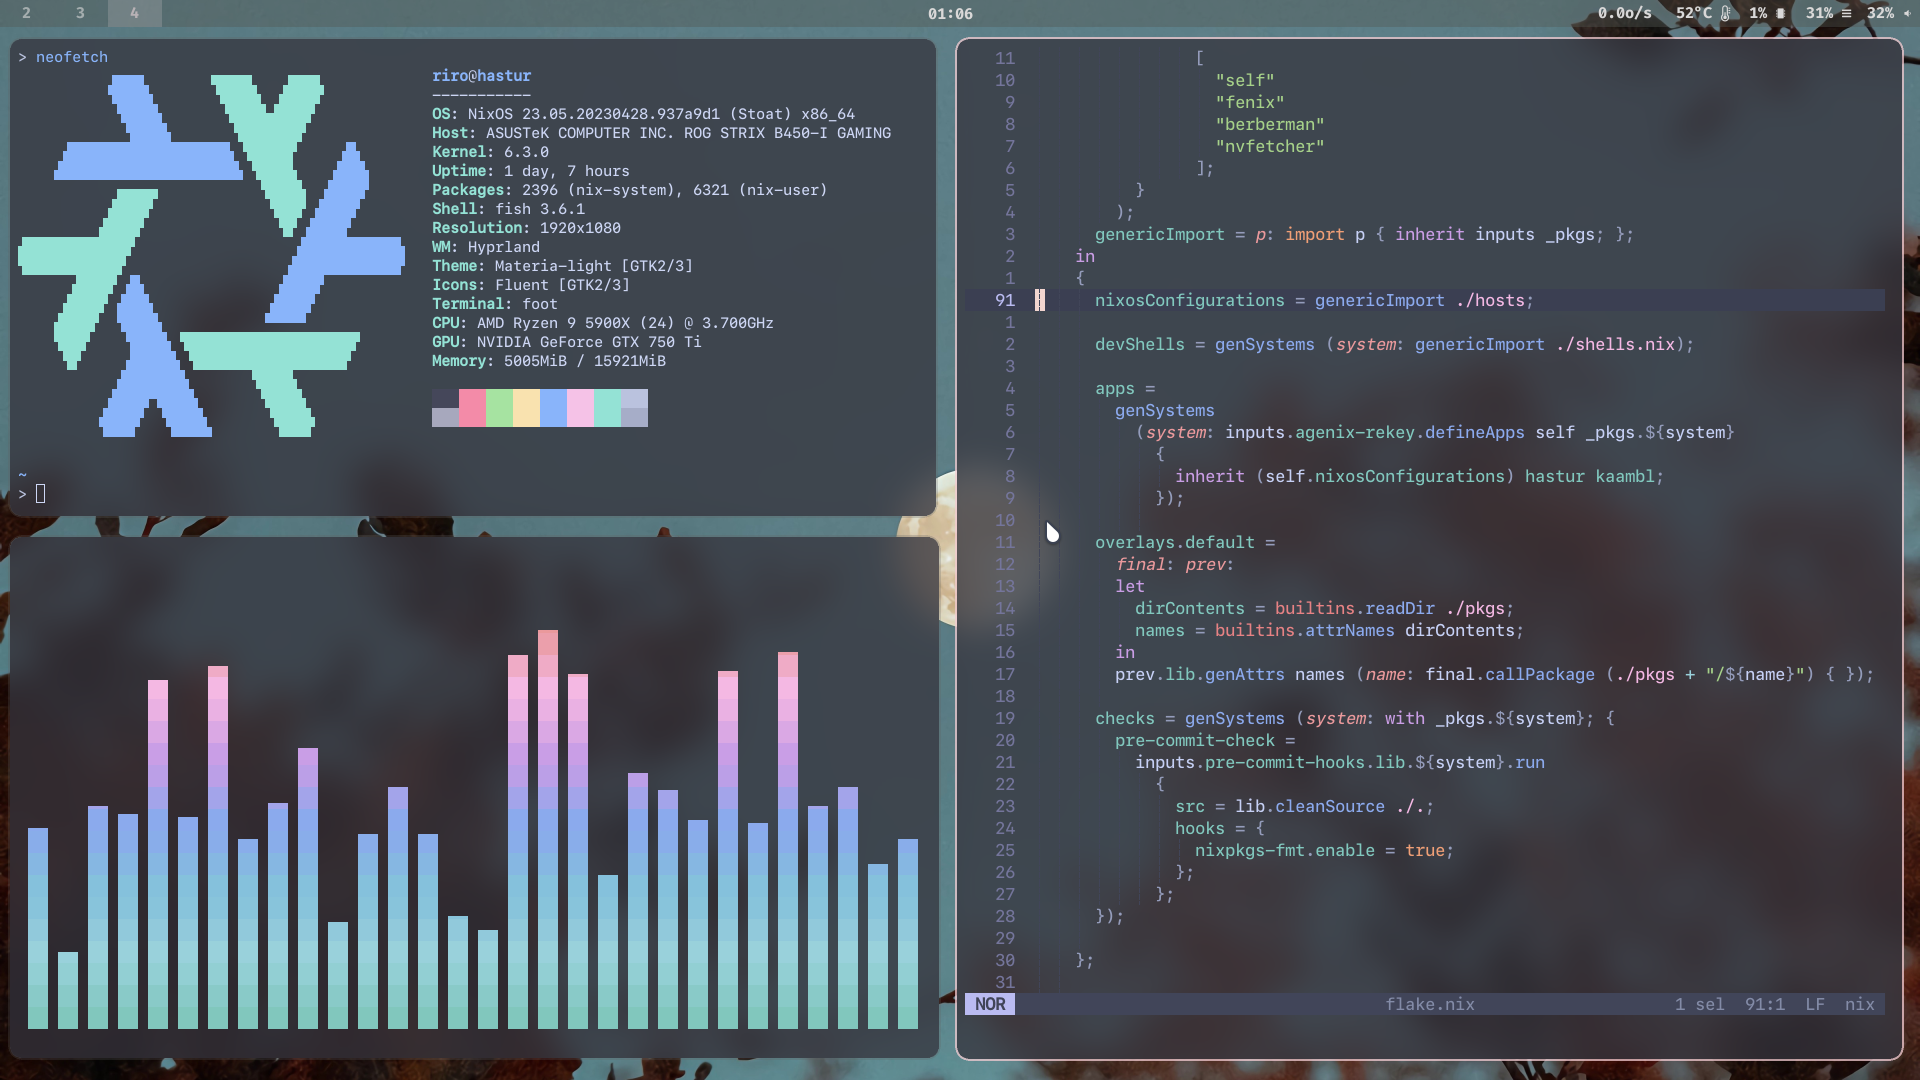 2 3 4
01:06
0.0o/s 52°C 1% 31% 32%
> neofetch
riro@hastur
-----------
OS: NixOS 23.05.20230428.937a9d1 (Stoat) x86_64
Host: ASUSTeK COMPUTER INC. ROG STRIX B450-I GAMING
Kernel: 6.3.0
Uptime: 1 day, 7 hours
Packages: 2396 (nix-system), 6321 (nix-user)
Shell: fish 3.6.1
Resolution: 1920x1080
WM: Hyprland
Theme: Materia-light [GTK2/3]
Icons: Fluent [GTK2/3]
Terminal: foot
CPU: AMD Ryzen 9 5900X (24) @ 3.700GHz
GPU: NVIDIA GeForce GTX 750 Ti
Memory: 5005MiB / 15921MiB
~
>
11 [
10 "self"
9 "fenix"
8 "berberman"
7 "nvfetcher"
6 ];
5 }
4 );
3 genericImport = p: import p { inherit inputs _pkgs; };
2 in
1 {
91 nixosConfigurations = genericImport ./hosts;
1
2 devShells = genSystems (system: genericImport ./shells.nix);
3
4 apps =
5 genSystems
6 (system: inputs.agenix-rekey.defineApps self _pkgs.${system}
7 {
8 inherit (self.nixosConfigurations) hastur kaambl;
9 });
10
11 overlays.default =
12 final: prev:
13 let
14 dirContents = builtins.readDir ./pkgs;
15 names = builtins.attrNames dirContents;
16 in
17 prev.lib.genAttrs names (name: final.callPackage (./pkgs + "/${name}") { });
18
19 checks = genSystems (system: with _pkgs.${system}; {
20 pre-commit-check =
21 inputs.pre-commit-hooks.lib.${system}.run
22 {
23 src = lib.cleanSource ./.;
24 hooks = {
25 nixpkgs-fmt.enable = true;
26 };
27 };
28 });
29
30 };
31
NOR flake.nix 1 sel 91:1 LF nix